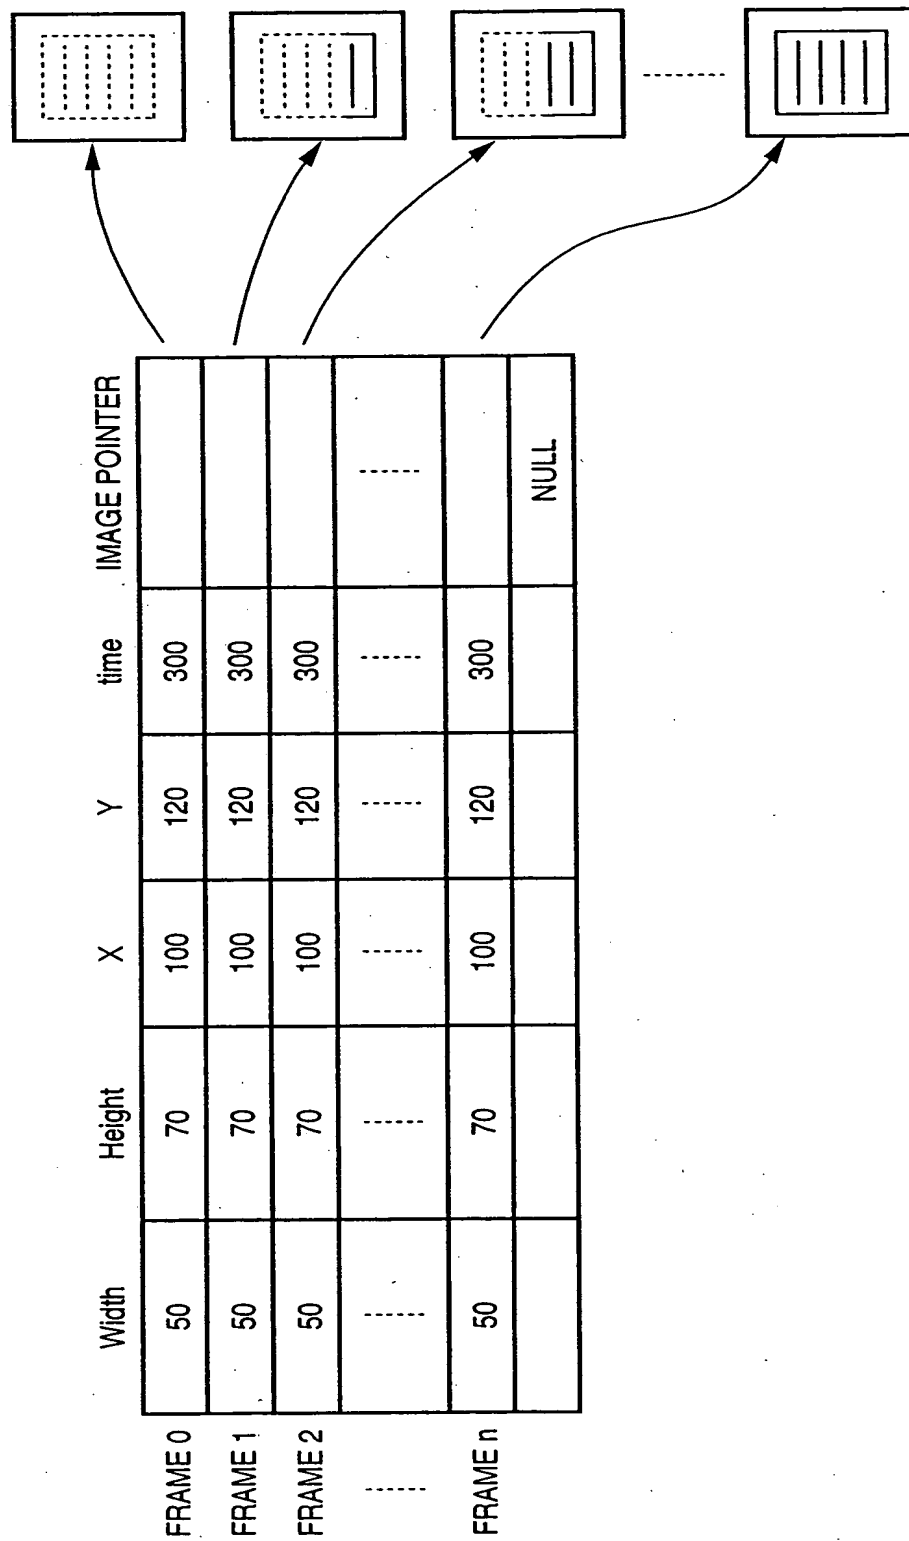 Width Height X Y time IMAGE POINTER
FRAME 0 50 70 100 120 300
FRAME 1 50 70 100 120 300
FRAME 2 50 70 100 120 300
FRAME n 50 70 100 120 300
NULL